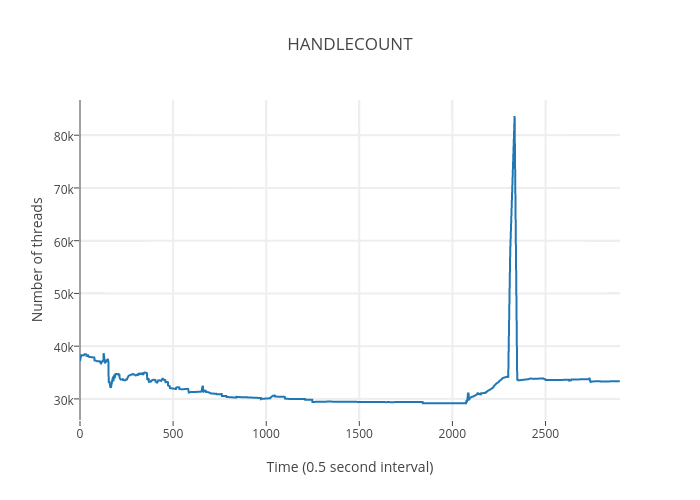 HANDLECOUNT
80k
70k
60k
50k
40k
30k
Number of threads
0 500 1000 1500 2000 2500
Time (0.5 second interval)